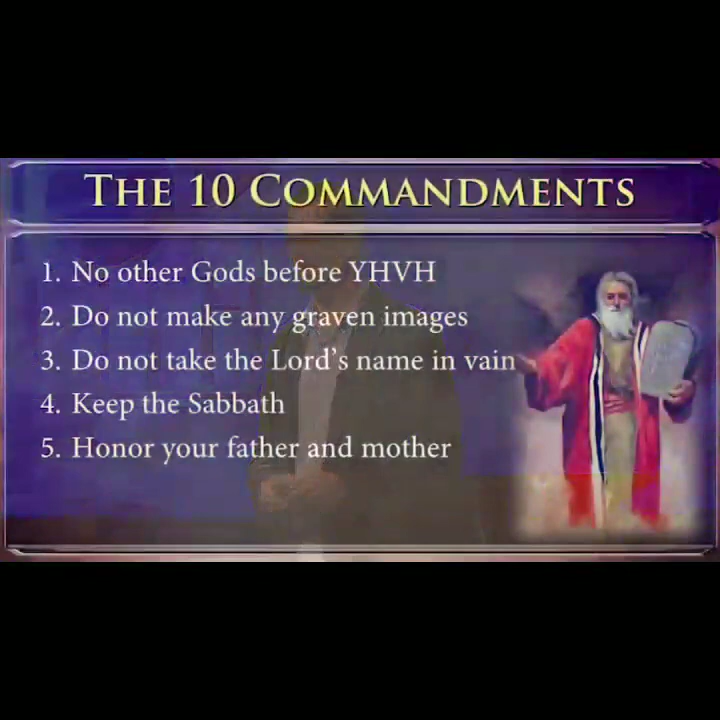 THE 10 COMMANDMENTS
1. No other Gods before YHVH
2. Do not make any graven images
3. Do not take the Lord's name in vain
4. Keep the Sabbath
5. Honor your father and mother